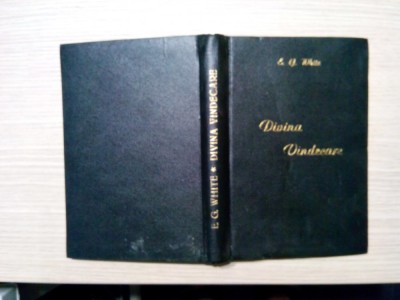 E. G. WHITE * DIVINA VINDECARE
E. G. White
Divina
Vindecare